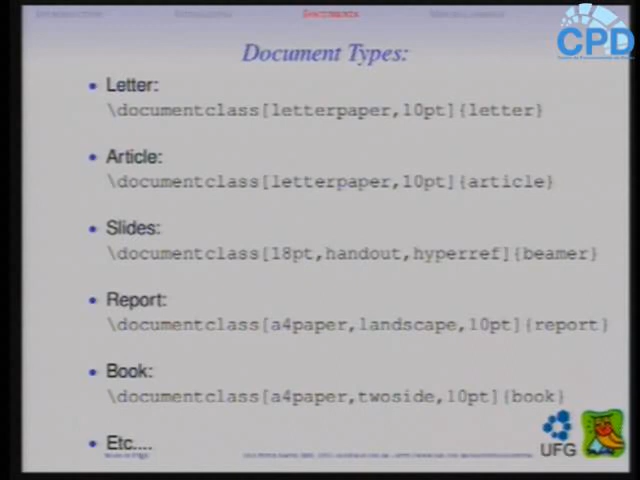 Documents
CPD
Document Types:
• Letter:
\documentclass[letterpaper,10pt]{letter}
• Article:
\documentclass[letterpaper,10pt]{article}
• Slides:
\documentclass[18pt,handout,hyperref]{beamer}
• Report:
\documentclass[a4paper,landscape,10pt]{report}
• Book:
\documentclass[a4paper,twoside,10pt]{book}
• Etc....
UFG